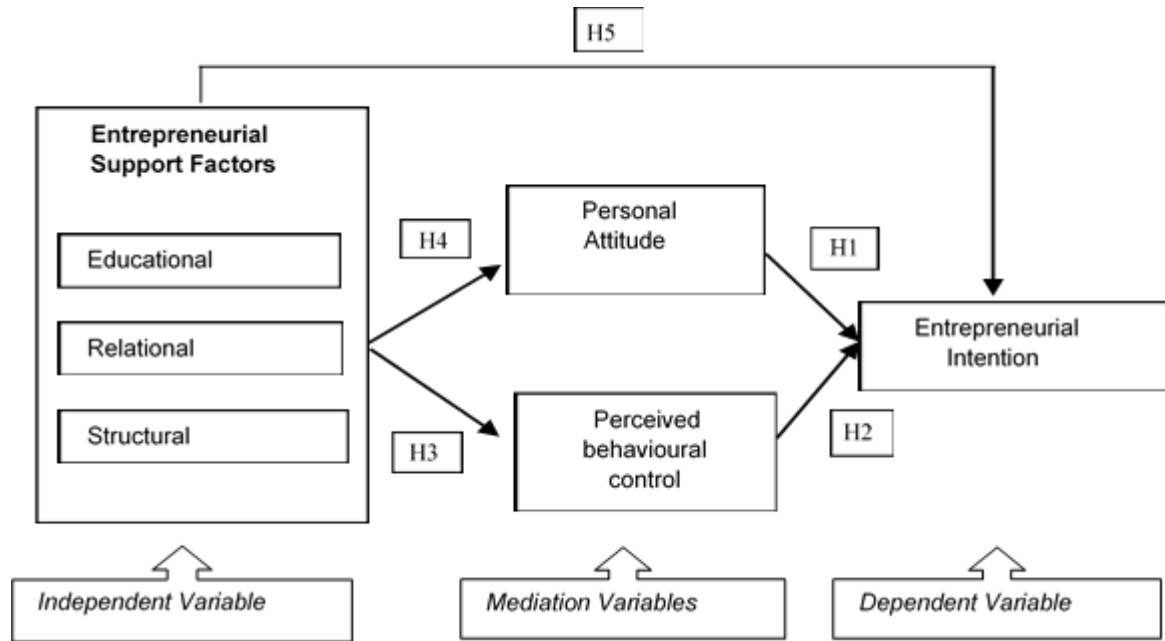 H5
Entrepreneurial
Support Factors
Educational
Relational
Structural
H4
H3
Personal
Attitude
Perceived
behavioural
control
H1
H2
Entrepreneurial
Intention
Independent Variable
Mediation Variables
Dependent Variable